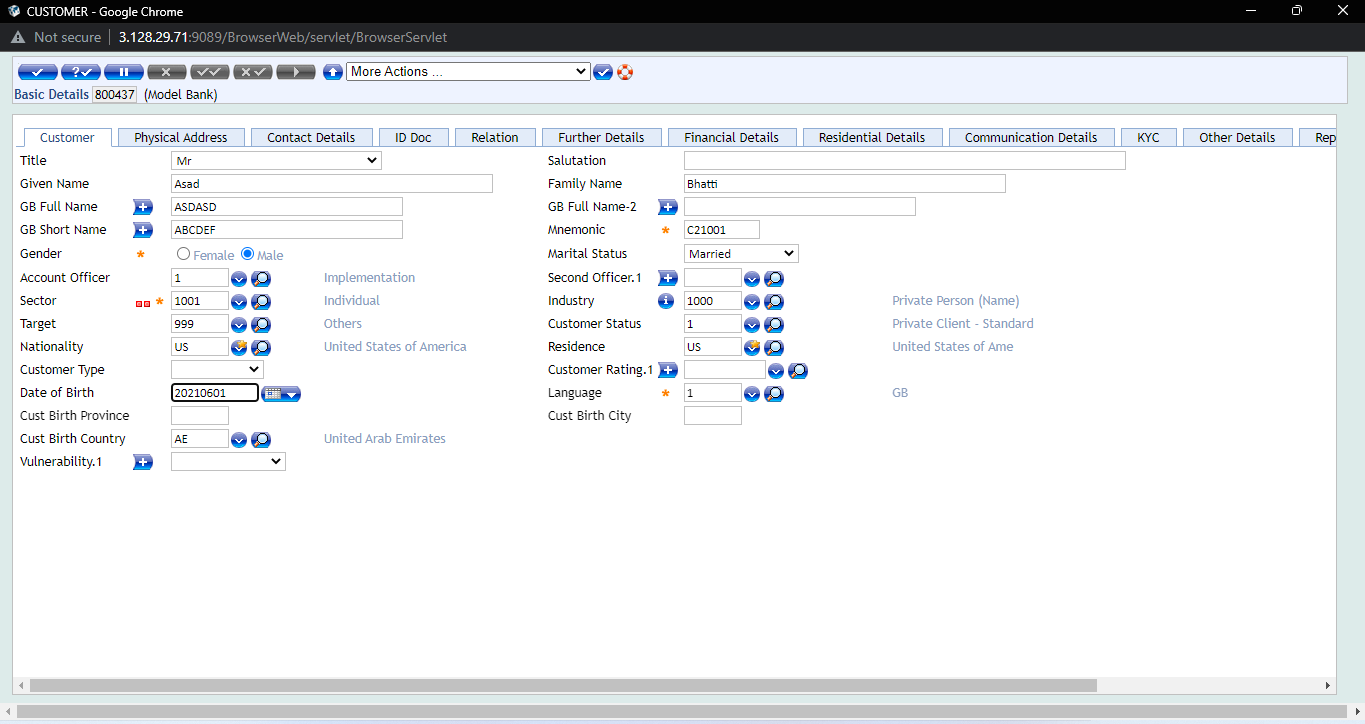 CUSTOMER - Google Chrome
Not secure 3.128.29.71:9089/BrowserWeb/servlet/BrowserServlet
More Actions ...
Basic Details 800437 (Model Bank)
Customer Physical Address Contact Details ID Doc Relation Further Details Financial Details Residential Details Communication Details KYC Other Details Rep
Title Mr Salutation
Given Name Asad Family Name Bhatti
GB Full Name ASDASD GB Full Name-2
GB Short Name ABCDEF Mnemonic * C21001
Gender * Female Male Marital Status Married
Account Officer 1 Implementation Second Officer.1
Sector * 1001 Individual Industry 1000 Private Person (Name)
Target 999 Others Customer Status 1 Private Client - Standard
Nationality US United States of America Residence US United States of Ame
Customer Type Customer Rating.1
Date of Birth 20210601 Language * 1 GB
Cust Birth Province Cust Birth City
Cust Birth Country AE United Arab Emirates
Vulnerability.1